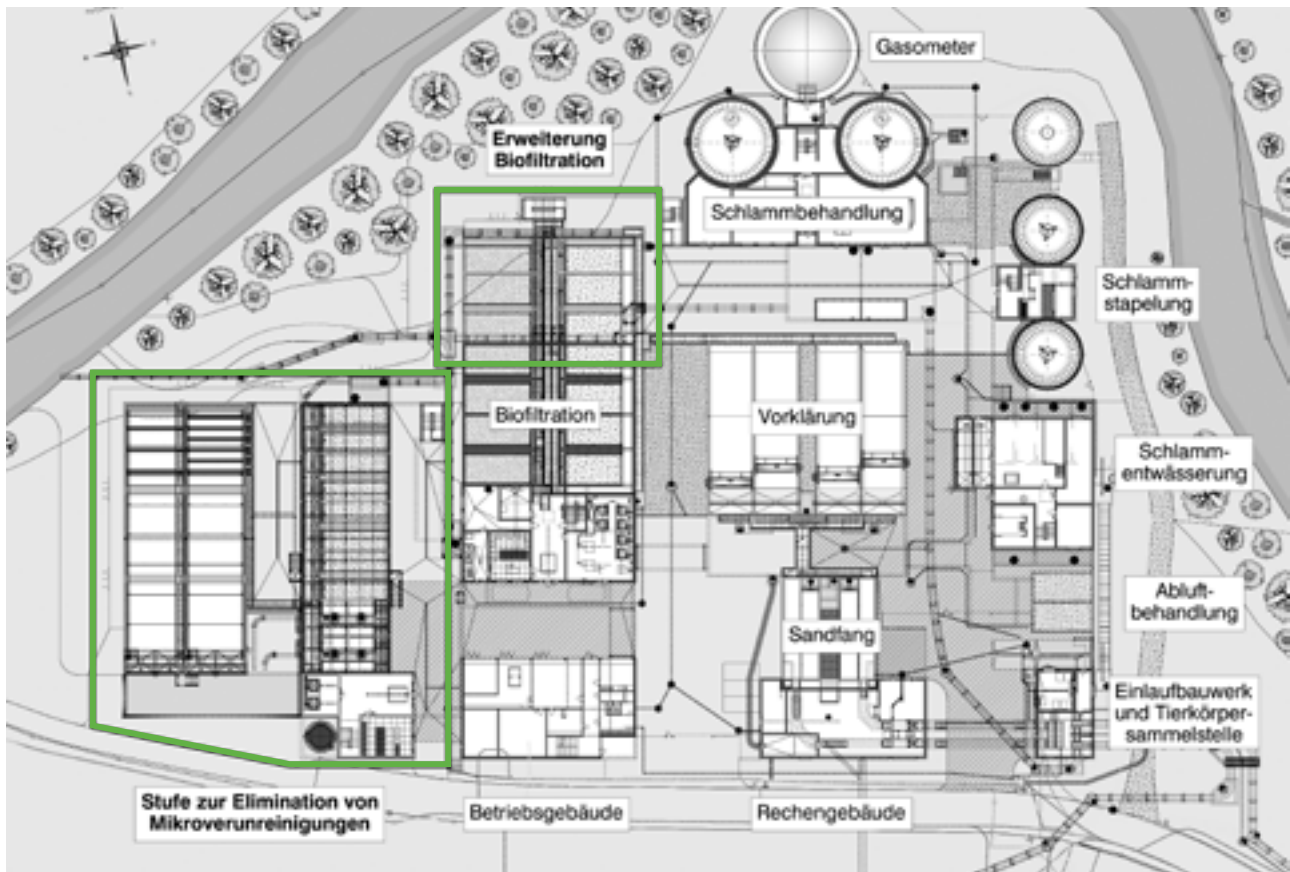 Gasometer
Erweiterung
Biofiltration
Schlammbehandlung
Schlamm-
stapelung
Biofiltration
Vorklärung
Schlamm-
entwässerung
Abluft-
behandlung
Sandfang
Einlaufbauwerk
und Tierkörper-
sammelstelle
Stufe zur Elimination von
Mikroverunreinigungen
Betriebsgebäude
Rechengebäude